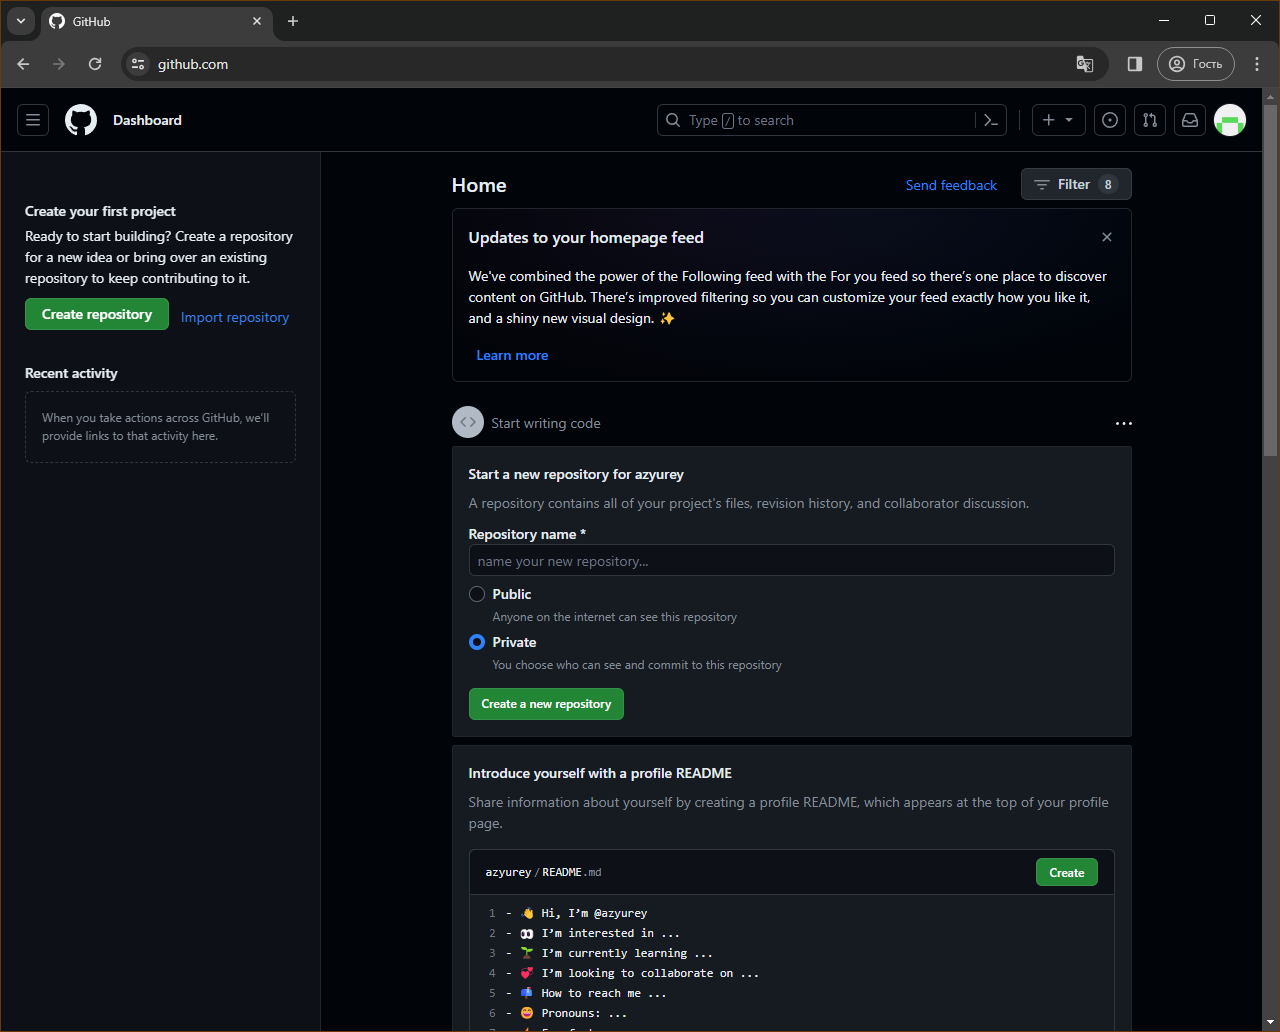 GitHub
github.com
Гость
Dashboard
Type / to search
Create your first project
Ready to start building? Create a repository
for a new idea or bring over an existing
repository to keep contributing to it.
Create repository
Import repository
Recent activity
When you take actions across GitHub, we'll
provide links to that activity here.
Home
Send feedback
Filter 8
Updates to your homepage feed
We've combined the power of the Following feed with the For you feed so there's one place to discover
content on GitHub. There's improved filtering so you can customize your feed exactly how you like it,
and a shiny new visual design. ✨
Learn more
Start writing code
Start a new repository for azyurey
A repository contains all of your project's files, revision history, and collaborator discussion.
Repository name *
name your new repository...
Public
Anyone on the internet can see this repository
Private
You choose who can see and commit to this repository
Create a new repository
Introduce yourself with a profile README
Share information about yourself by creating a profile README, which appears at the top of your profile
page.
azyurey / README.md
Create
1 - 👋 Hi, I'm @azyurey
2 - 👀 I'm interested in ...
3 - 🌱 I'm currently learning ...
4 - 💞️ I'm looking to collaborate on ...
5 - 📫 How to reach me ...
6 - 😄 Pronouns: ...